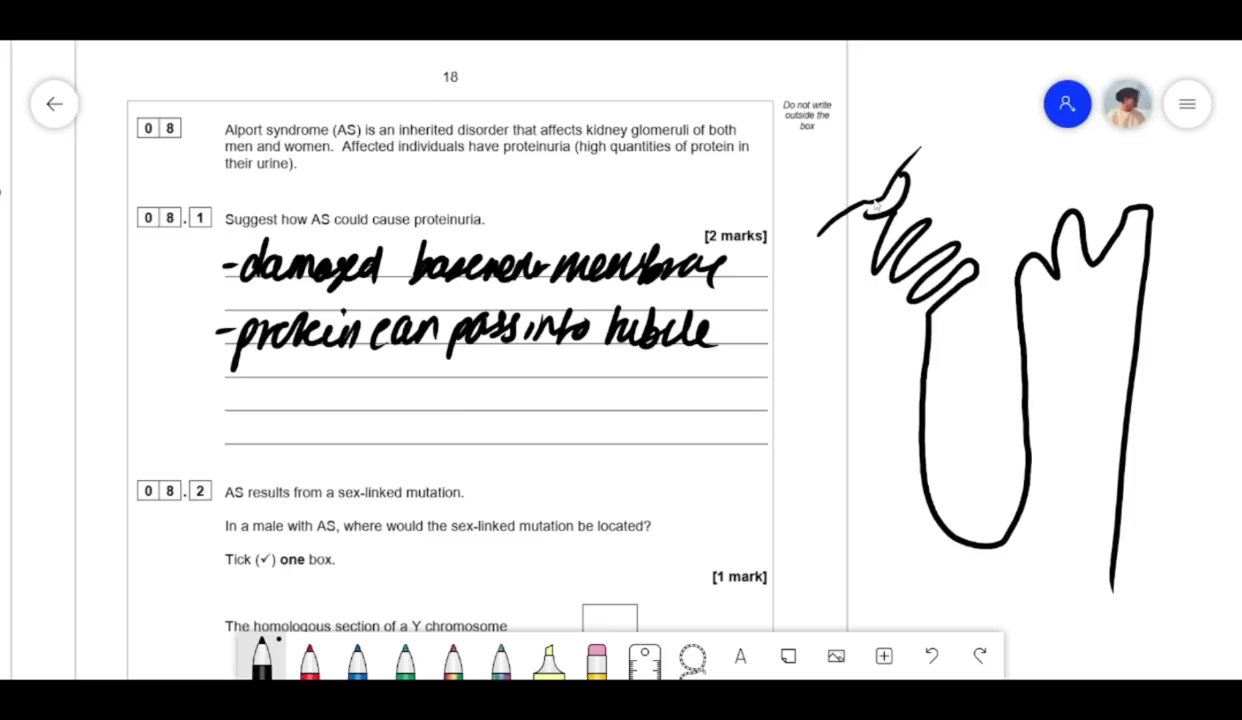 18
Do not write
outside the
box
0 8 Alport syndrome (AS) is an inherited disorder that affects kidney glomeruli of both
men and women. Affected individuals have proteinuria (high quantities of protein in
their urine).
0 8 . 1 Suggest how AS could cause proteinuria.
[2 marks]
- damaged basement membrane
- protein can pass into tubule
0 8 . 2 AS results from a sex-linked mutation.
In a male with AS, where would the sex-linked mutation be located?
Tick (✓) one box.
[1 mark]
The homologous section of a Y chromosome
A